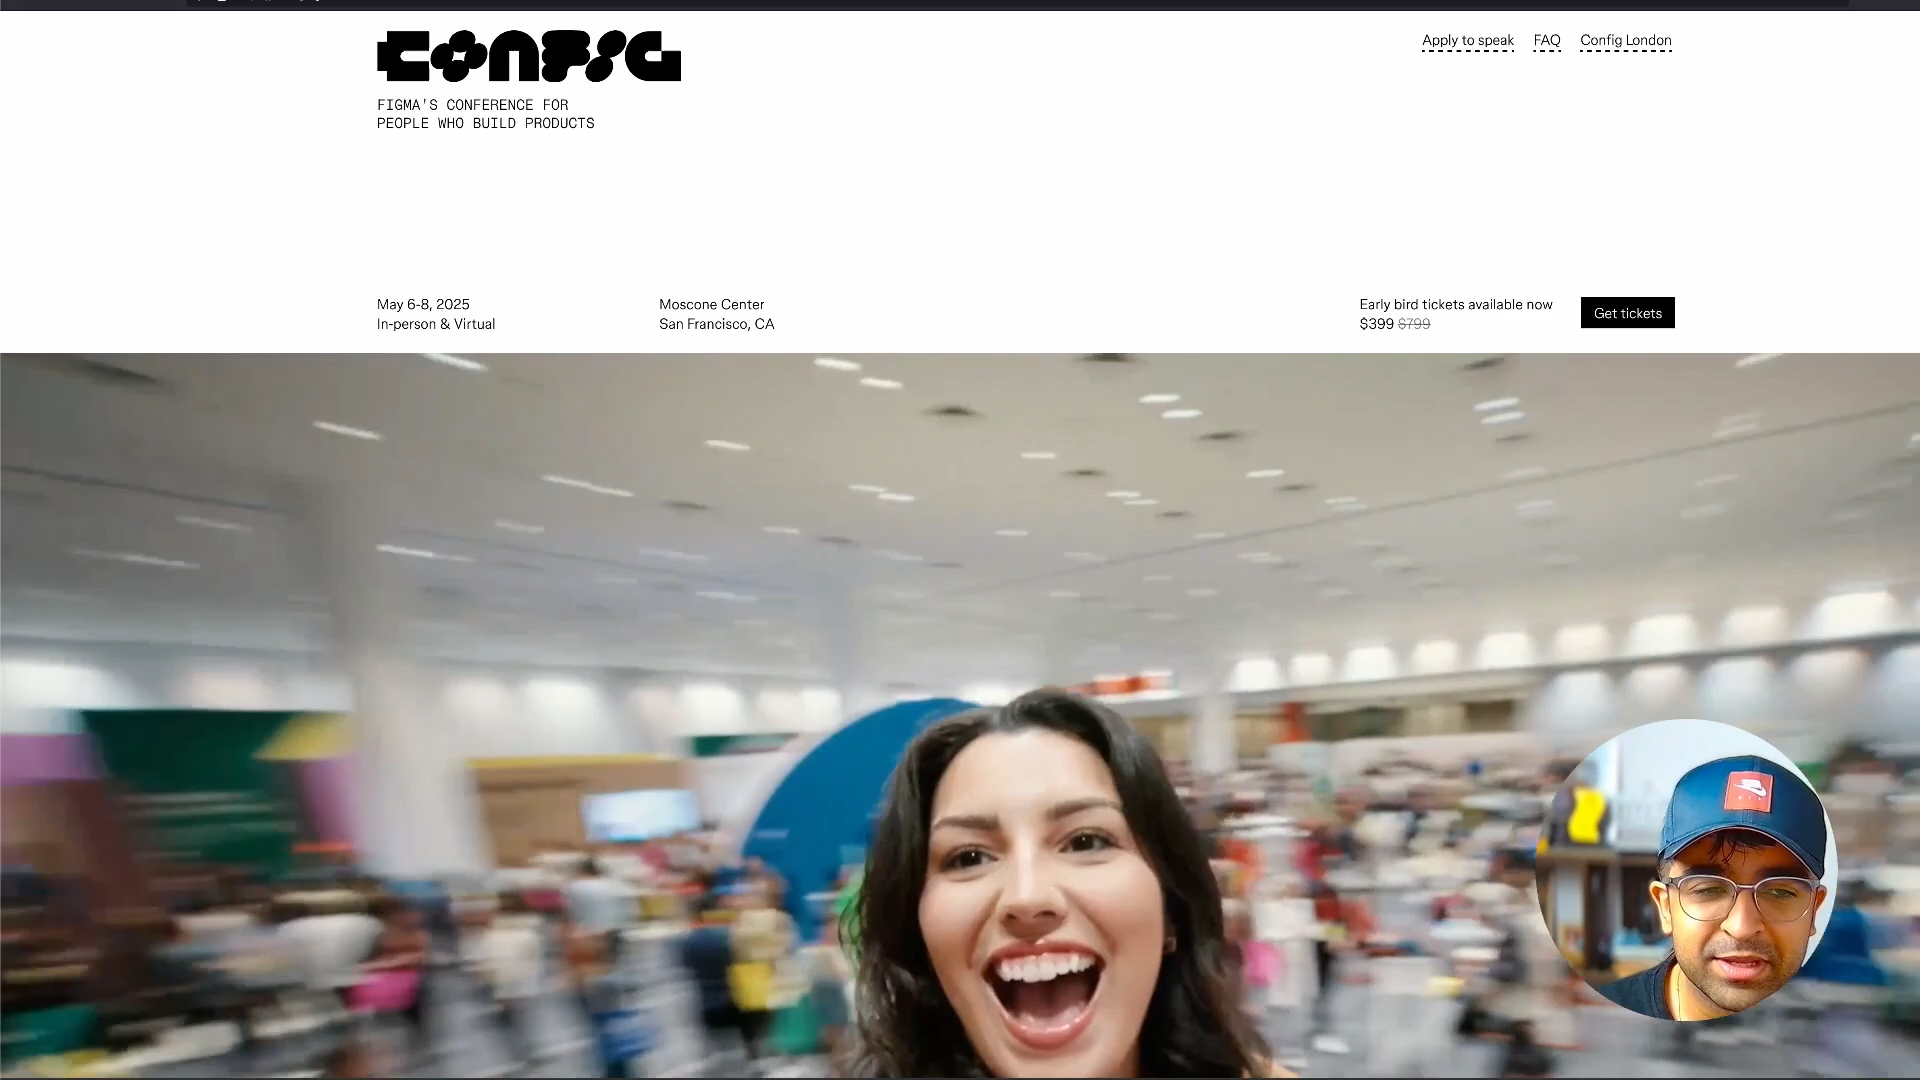 CONFIG
Apply to speak FAQ Config London
FIGMA'S CONFERENCE FOR
PEOPLE WHO BUILD PRODUCTS
May 6-8, 2025
In-person & Virtual
Moscone Center
San Francisco, CA
Early bird tickets available now
$399 $799
Get tickets